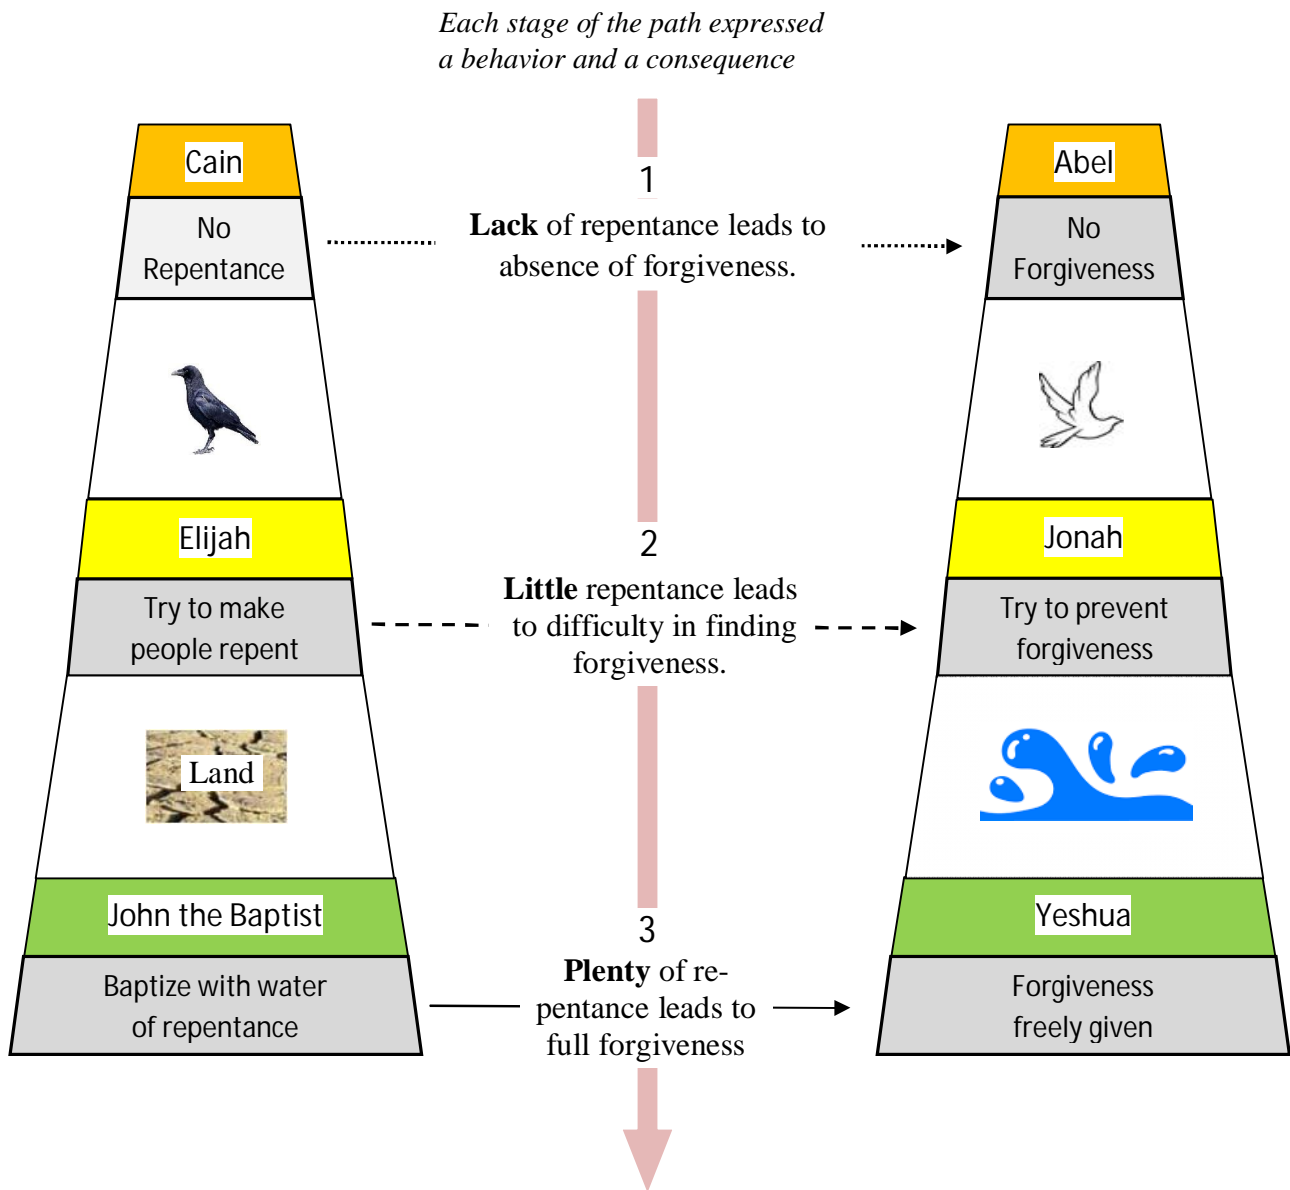 Each stage of the path expressed
a behavior and a consequence
Cain
No
Repentance
1
Lack of repentance leads to
absence of forgiveness.
Abel
No
Forgiveness
Elijah
Try to make
people repent
2
Little repentance leads
to difficulty in finding
forgiveness.
Jonah
Try to prevent
forgiveness
Land
John the Baptist
Baptize with water
of repentance
3
Plenty of re-
pentance leads to
full forgiveness
Yeshua
Forgiveness
freely given